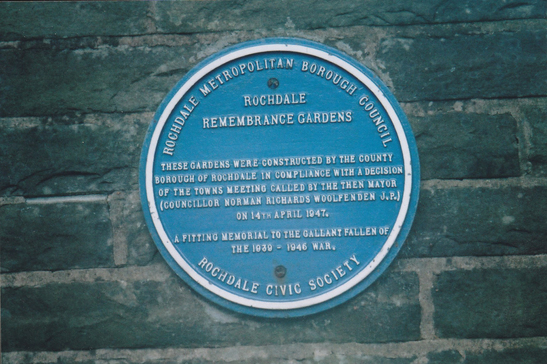 ROCHDALE METROPOLITAN BOROUGH COUNCIL.
ROCHDALE
REMEMBRANCE GARDENS
THESE GARDENS WERE CONSTRUCTED BY THE COUNTY
BOROUGH OF ROCHDALE IN COMPLIANCE WITH A DECISION
OF THE TOWNS MEETING CALLED BY THE THEN MAYOR
(COUNCILLOR NORMAN RICHARDS WOOLFENDEN J.P.)
ON 14TH APRIL 1947.
A FITTING MEMORIAL TO THE GALLANT FALLEN OF
THE 1939 - 1946 WAR.
ROCHDALE CIVIC SOCIETY